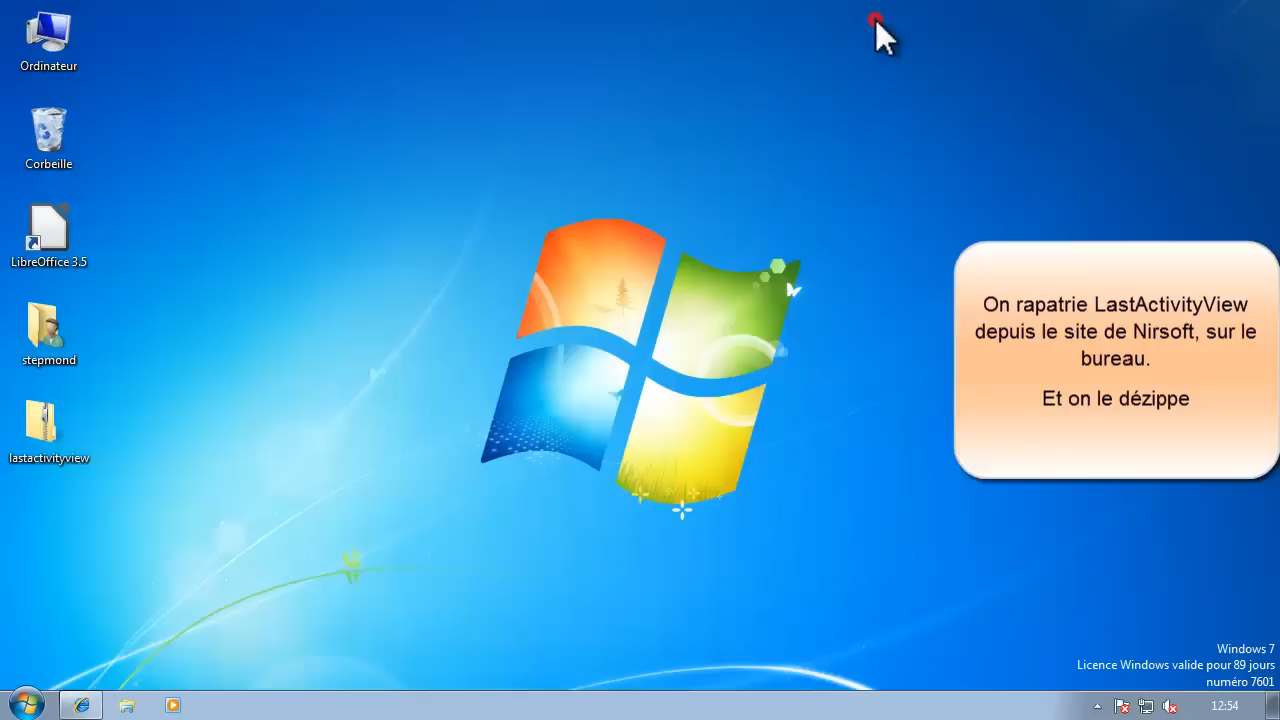 Ordinateur
Corbeille
LibreOffice 3.5
stepmond
lastactivityview
On rapatrie LastActivityView
depuis le site de Nirsoft, sur le
bureau.
Et on le dézippe
Windows 7
Licence Windows valide pour 89 jours
numéro 7601
12:54